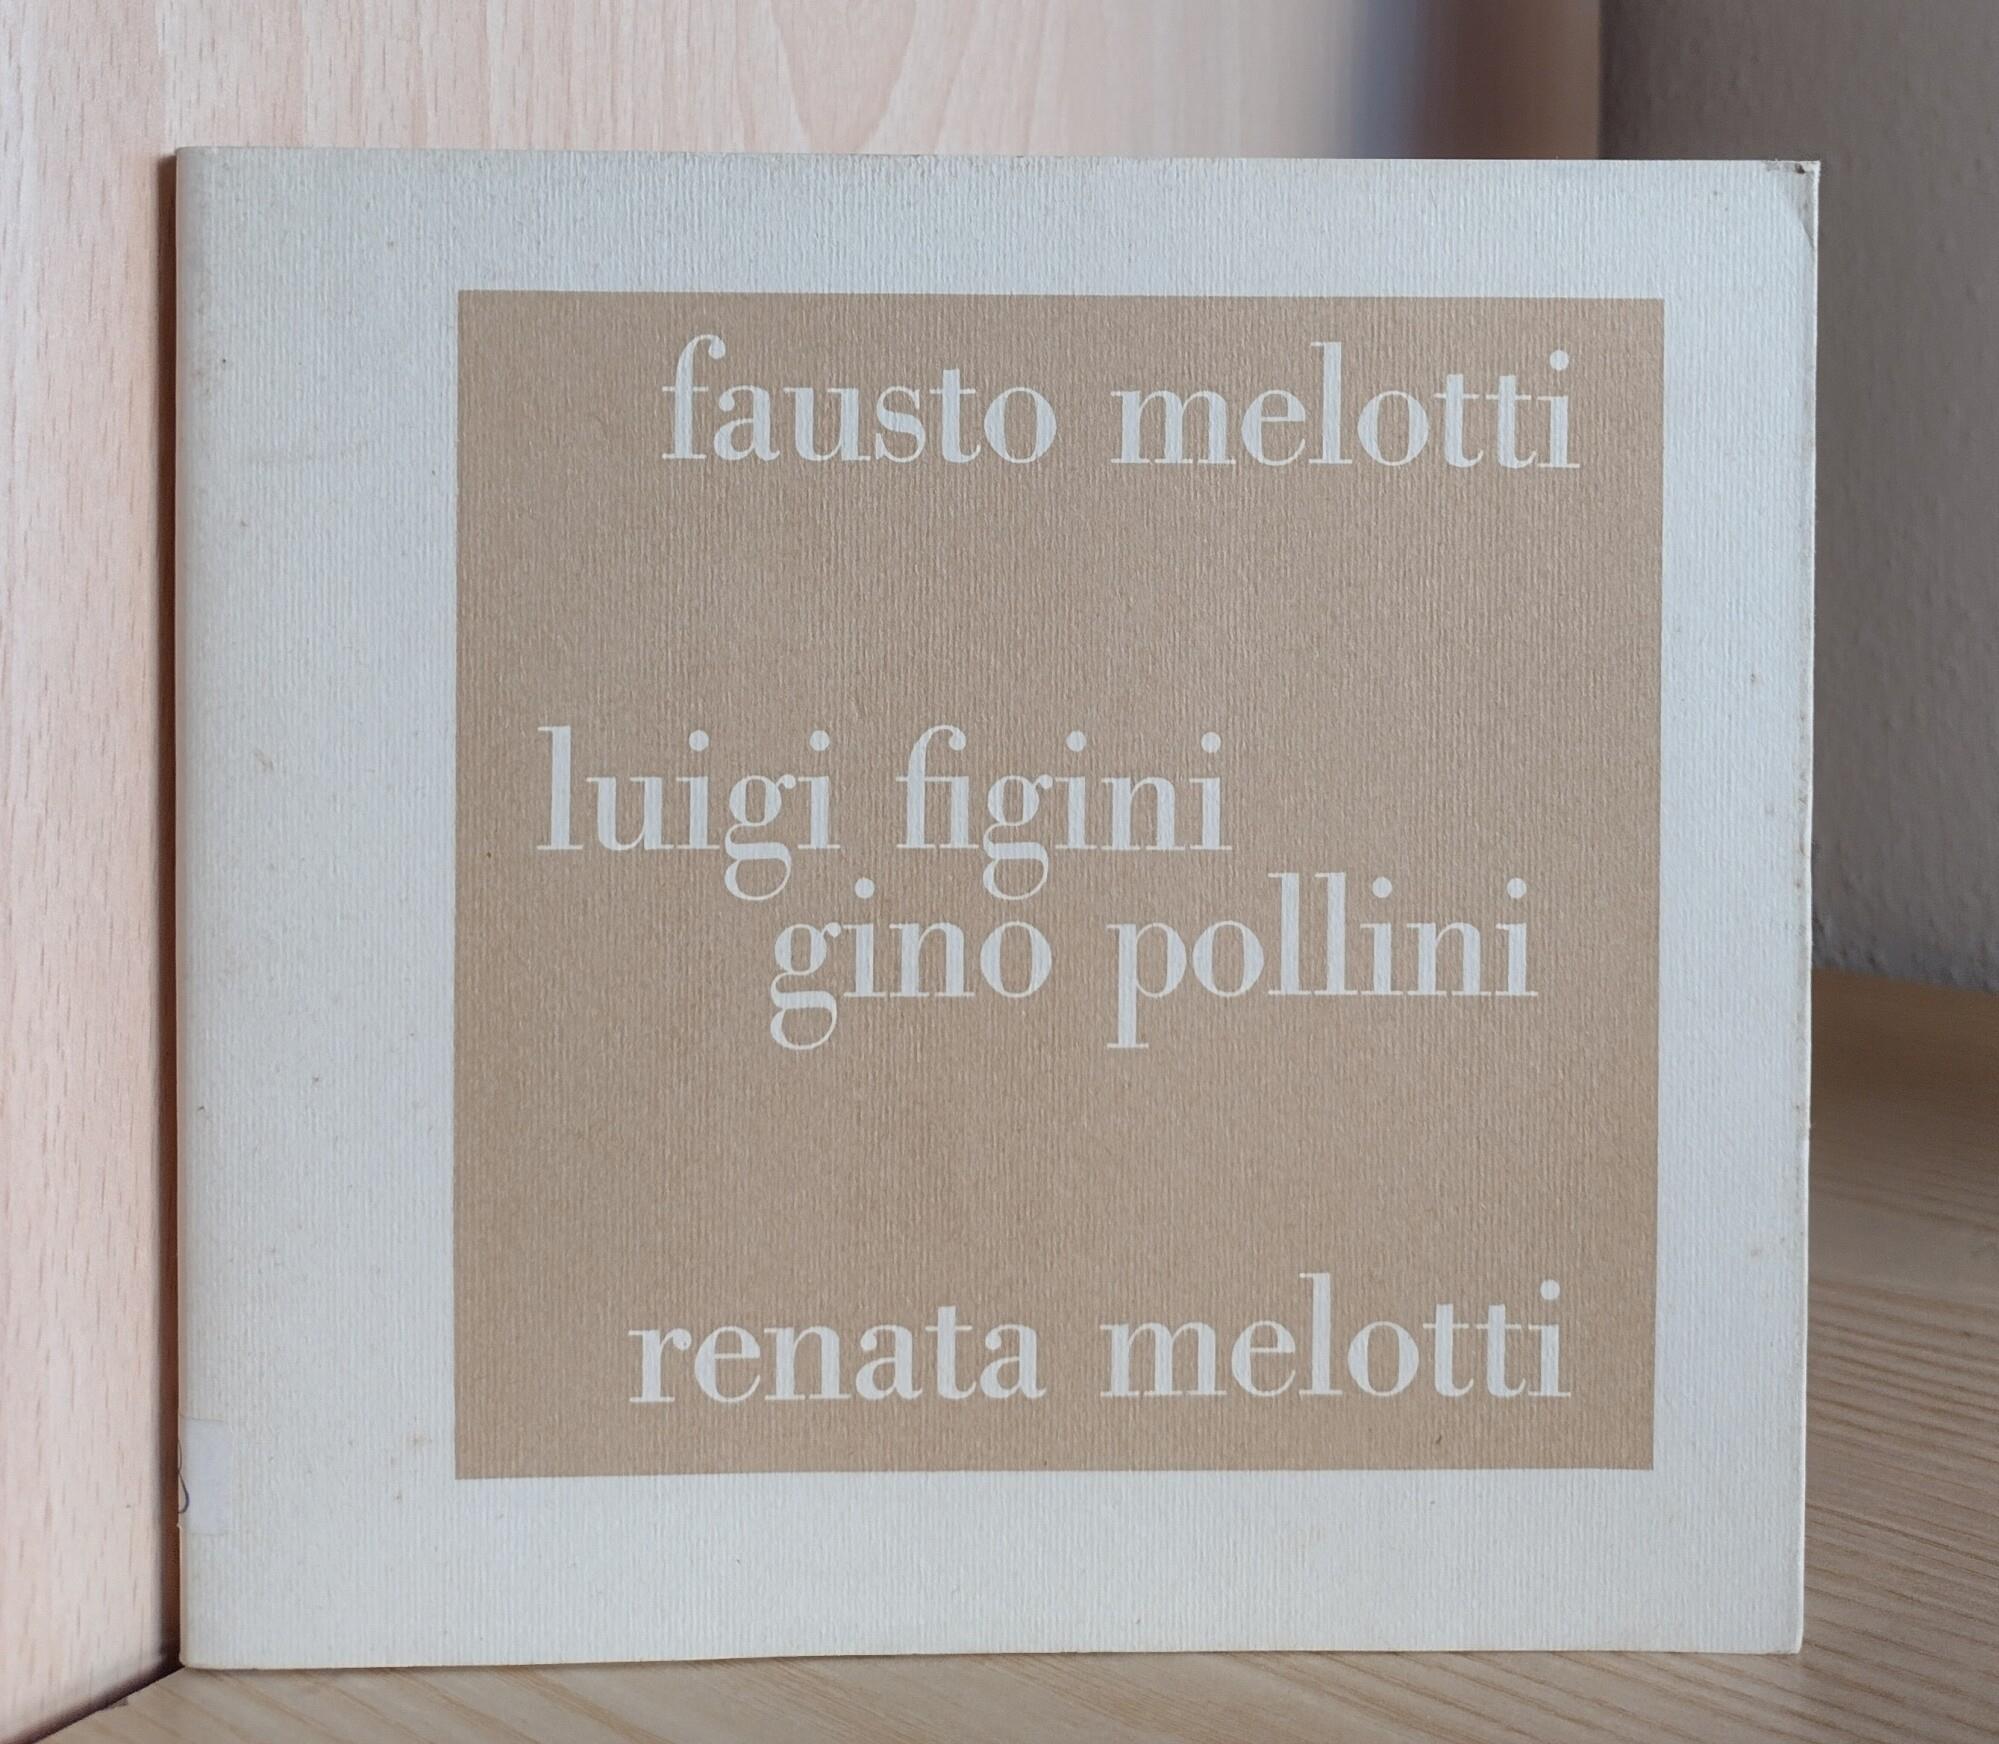 fausto melotti
luigi figini
gino pollini
renata melotti